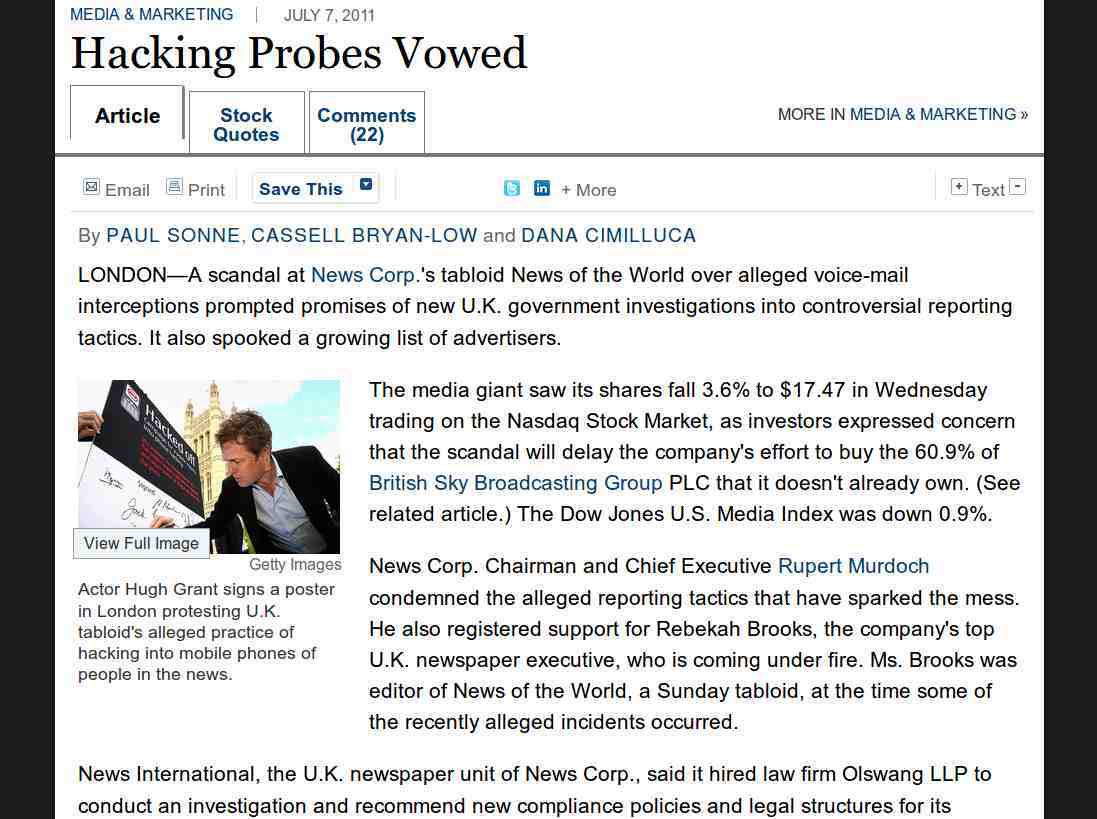 MEDIA & MARKETING | JULY 7, 2011
Hacking Probes Vowed
Article
Stock
Quotes
Comments
(22)
MORE IN MEDIA & MARKETING »
Email Print Save This + More + Text -
By PAUL SONNE, CASSELL BRYAN-LOW and DANA CIMILLUCA
LONDON—A scandal at News Corp.'s tabloid News of the World over alleged voice-mail
interceptions prompted promises of new U.K. government investigations into controversial reporting
tactics. It also spooked a growing list of advertisers.
Hacked off
View Full Image
Getty Images
Actor Hugh Grant signs a poster
in London protesting U.K.
tabloid's alleged practice of
hacking into mobile phones of
people in the news.
The media giant saw its shares fall 3.6% to $17.47 in Wednesday
trading on the Nasdaq Stock Market, as investors expressed concern
that the scandal will delay the company's effort to buy the 60.9% of
British Sky Broadcasting Group PLC that it doesn't already own. (See
related article.) The Dow Jones U.S. Media Index was down 0.9%.
News Corp. Chairman and Chief Executive Rupert Murdoch
condemned the alleged reporting tactics that have sparked the mess.
He also registered support for Rebekah Brooks, the company's top
U.K. newspaper executive, who is coming under fire. Ms. Brooks was
editor of News of the World, a Sunday tabloid, at the time some of
the recently alleged incidents occurred.
News International, the U.K. newspaper unit of News Corp., said it hired law firm Olswang LLP to
conduct an investigation and recommend new compliance policies and legal structures for its